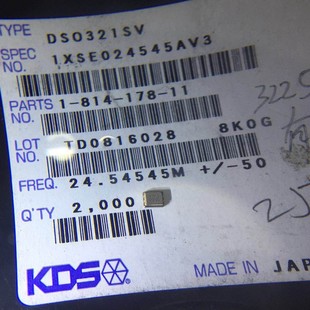 TYPE DSO321SV
SPEC NO. 1XSE024545AV3
PARTS NO. 1-814-178-11
LOT NO. TD0816028 8K0G
FREQ. 24.54545M +/-50
Q'TY 2,000
KDS MADE IN JAP
3225